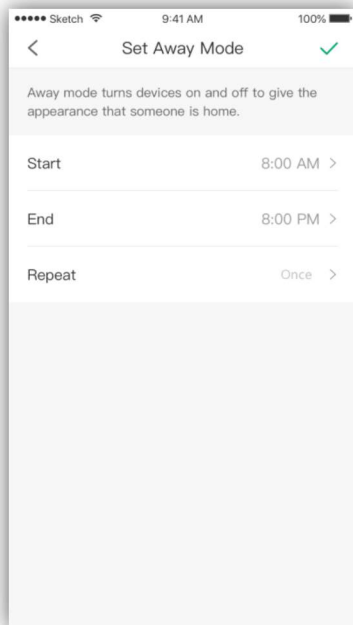 Sketch 9:41 AM 100%
Set Away Mode
Away mode turns devices on and off to give the
appearance that someone is home.
Start 8:00 AM
End 8:00 PM
Repeat Once